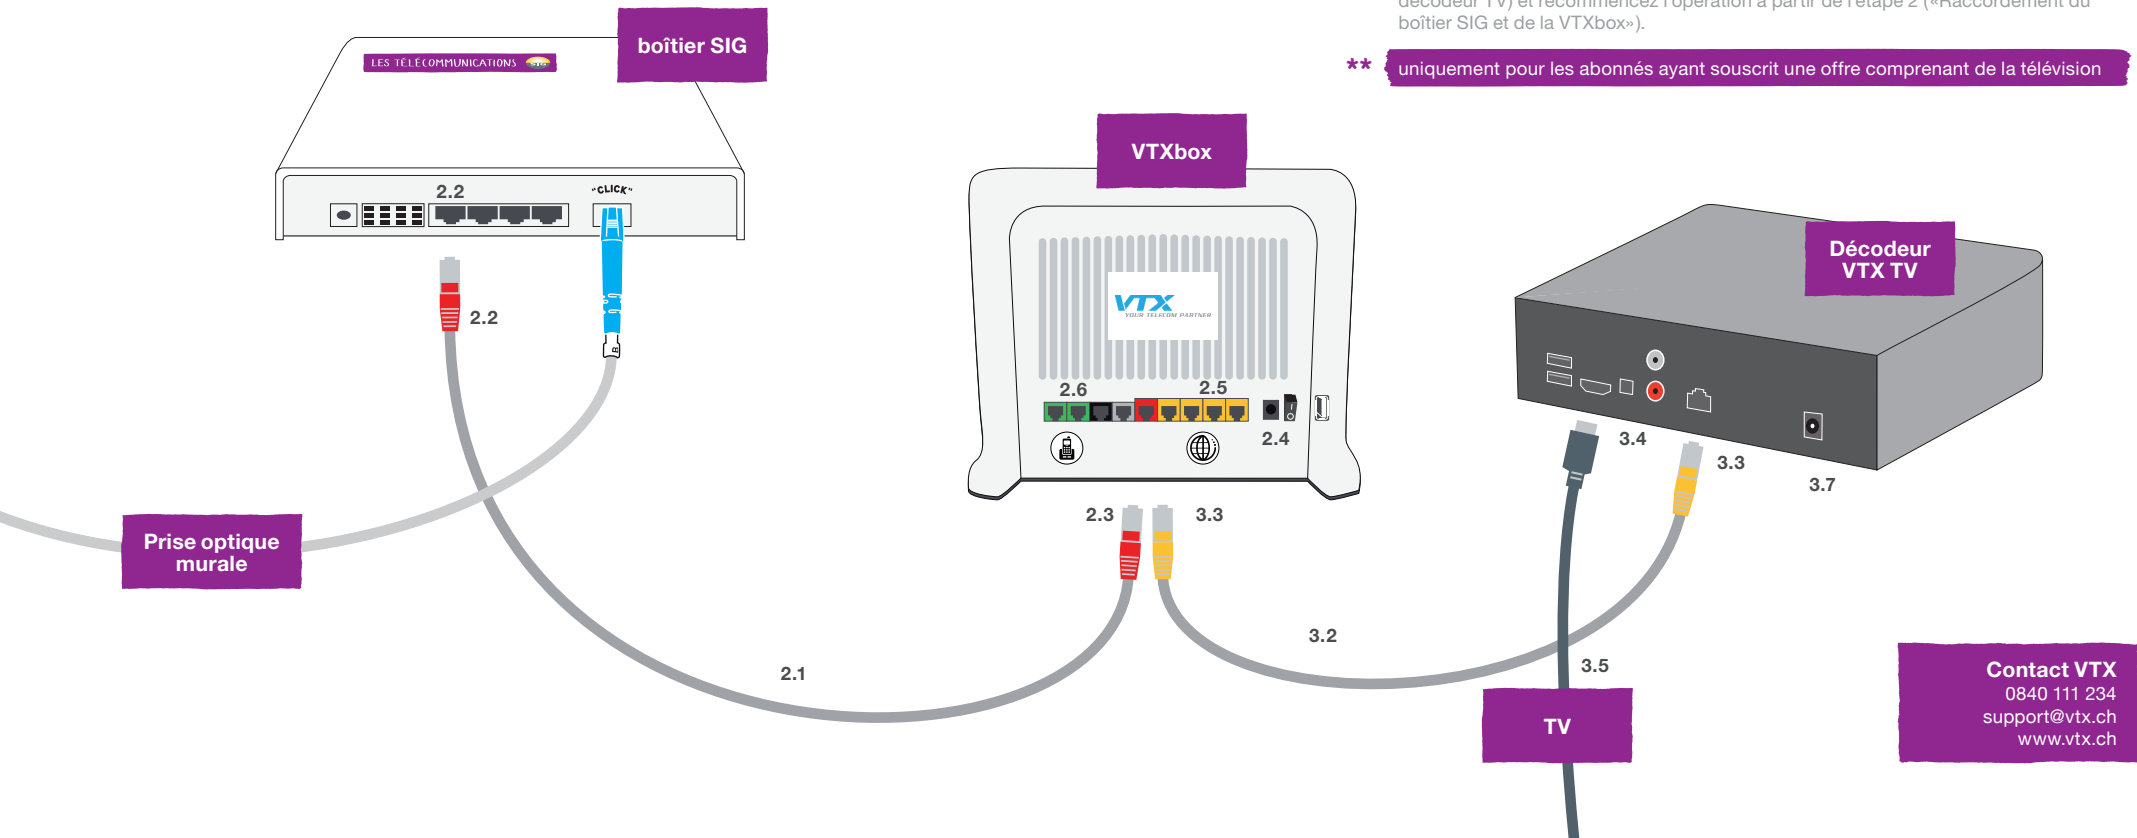 décodeur TV) et recommencez l'opération à partir de l'étape 2 («Raccordement du
boîtier SIG et de la VTXbox»).
** uniquement pour les abonnés ayant souscrit une offre comprenant de la télévision
boîtier SIG
LES TÉLÉCOMMUNICATIONS
2.2
"CLICK"
2.2
Prise optique
murale
2.1
VTXbox
VTX
YOUR TELECOM PARTNER
2.6
2.5
2.4
2.3
3.3
3.2
Décodeur
VTX TV
3.4
3.3
3.7
3.5
TV
Contact VTX
0840 111 234
support@vtx.ch
www.vtx.ch